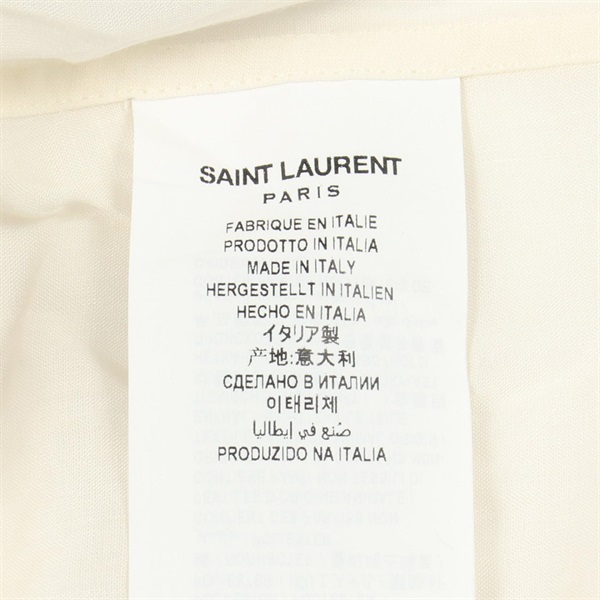 SAINT LAURENT
PARIS
FABRIQUE EN ITALIE
PRODOTTO IN ITALIA
MADE IN ITALY
HERGESTELLT IN ITALIEN
HECHO EN ITALIA
イタリア製
产地:意大利
СДЕЛАНО В ИТАЛИИ
이태리제
صُنع في إيطاليا
PRODUZIDO NA ITALIA